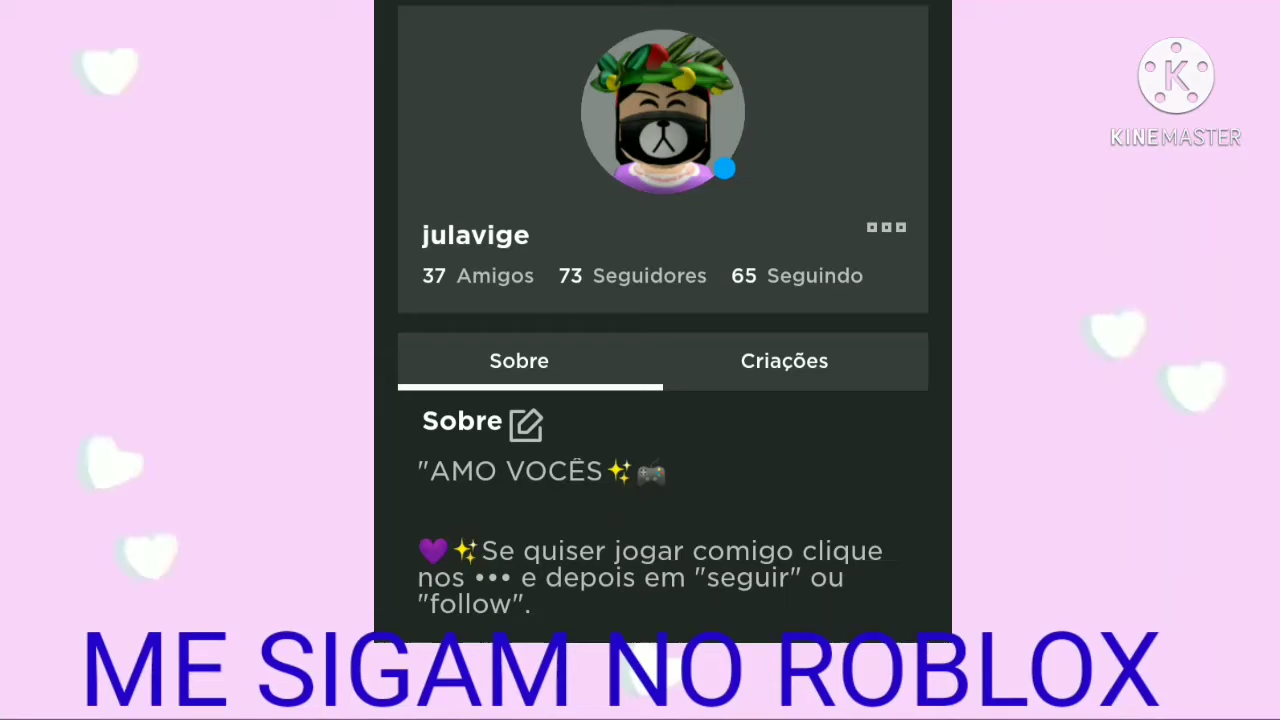 K
KINEMASTER
julavige
37 Amigos 73 Seguidores 65 Seguindo
Sobre Criações
Sobre
"AMO VOCÊS✨🎮
💜✨Se quiser jogar comigo clique
nos ••• e depois em "seguir" ou
"follow".
ME SIGAM NO ROBLOX